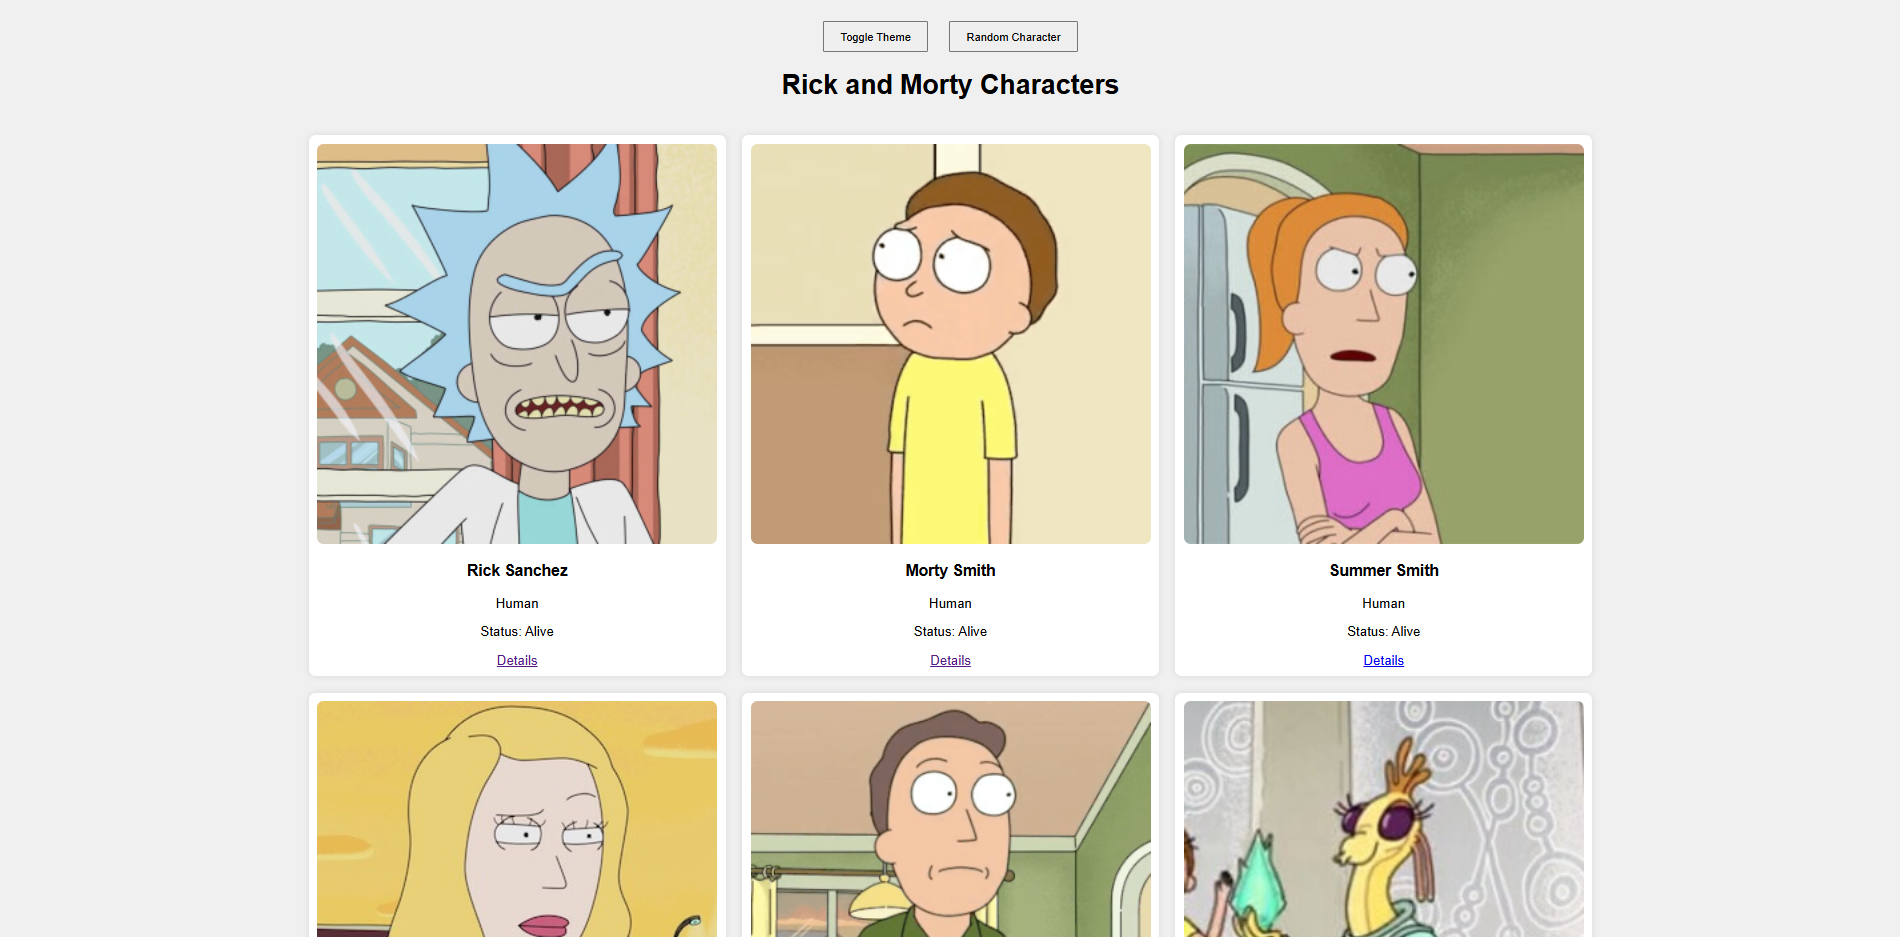 Toggle Theme
Random Character
Rick and Morty Characters
Rick Sanchez
Human
Status: Alive
Details
Morty Smith
Human
Status: Alive
Details
Summer Smith
Human
Status: Alive
Details